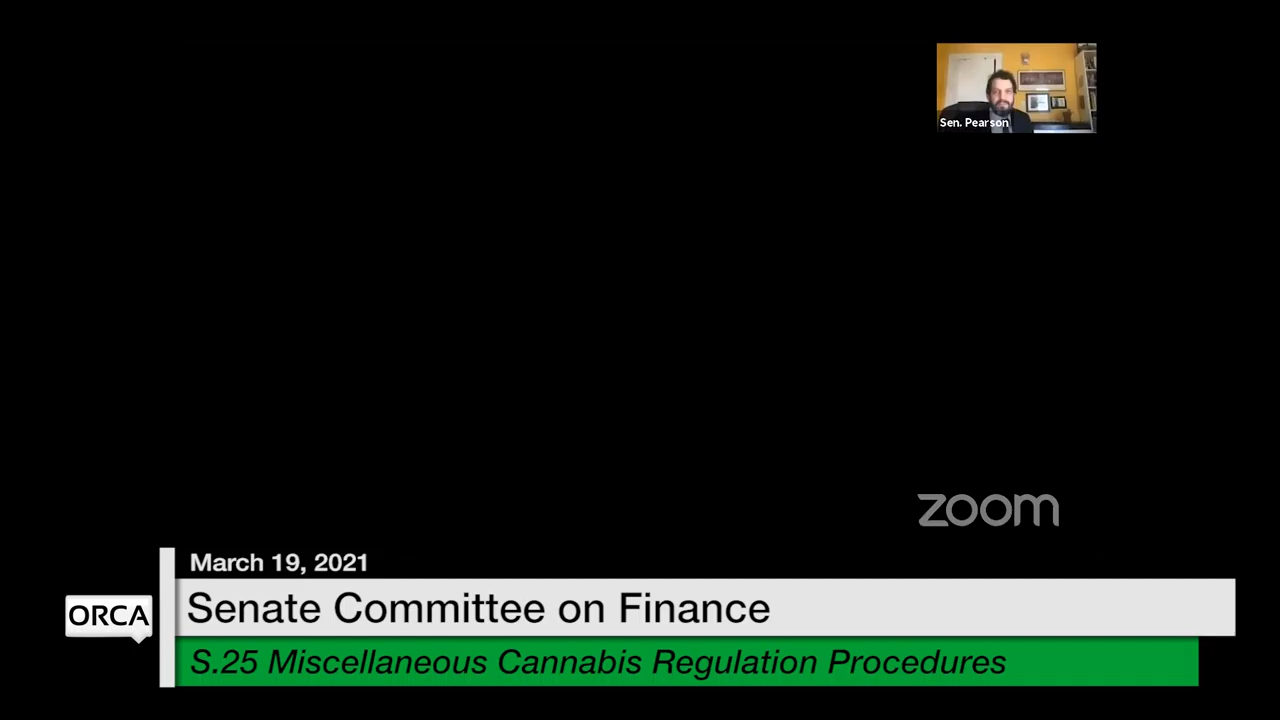 Sen. Pearson
zoom
March 19, 2021
Senate Committee on Finance
ORCA
S.25 Miscellaneous Cannabis Regulation Procedures